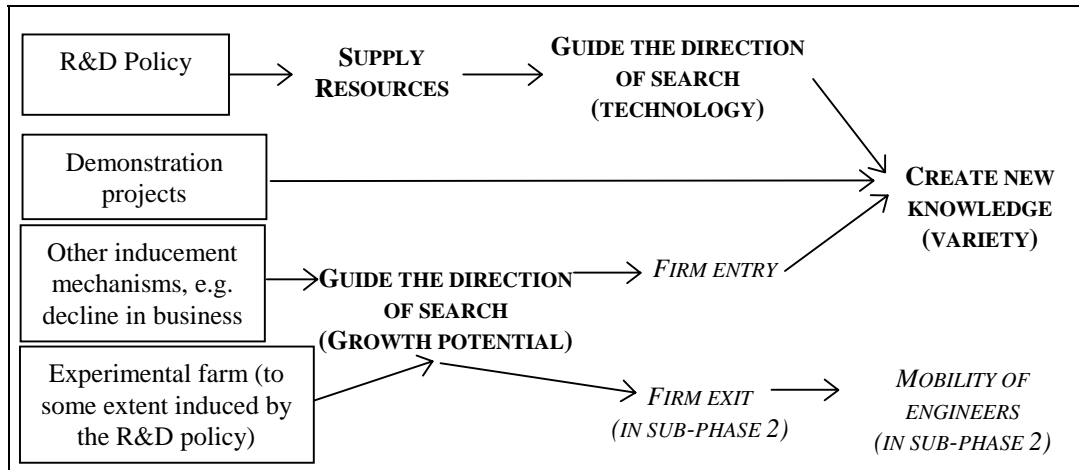 R&D Policy
SUPPLY
RESOURCES
GUIDE THE DIRECTION
OF SEARCH
(TECHNOLOGY)
Demonstration
projects
CREATE NEW
KNOWLEDGE
(VARIETY)
Other inducement
mechanisms, e.g.
decline in business
GUIDE THE DIRECTION
OF SEARCH
(GROWTH POTENTIAL)
FIRM ENTRY
Experimental farm (to
some extent induced by
the R&D policy)
FIRM EXIT
(IN SUB-PHASE 2)
MOBILITY OF
ENGINEERS
(IN SUB-PHASE 2)